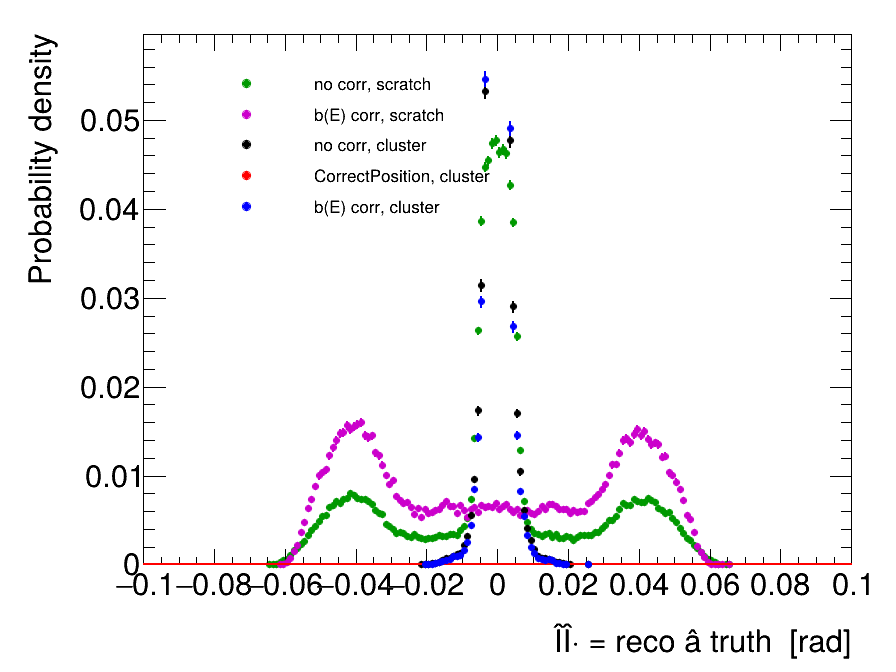 Probability density
no corr, scratch
b(E) corr, scratch
no corr, cluster
CorrectPosition, cluster
b(E) corr, cluster
0.05
0.04
0.03
0.02
0.01
0
−0.1 −0.08 −0.06 −0.04 −0.02 0 0.02 0.04 0.06 0.08 0.1
ÎÎ· = reco â truth [rad]